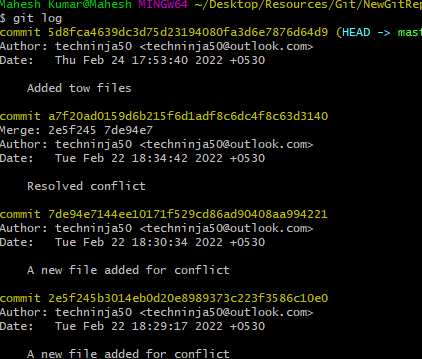 Mahesh Kumar@Mahesh MINGW64 ~/Desktop/Resources/Git/NewGitRep
$ git log
commit 5d8fca4639dc3d75d23194080fa3d6e7876d64d9 (HEAD -> mast
Author: techninja50 <techninja50@outlook.com>
Date:   Thu Feb 24 17:53:40 2022 +0530
Added tow files
commit a7f20ad0159d6b215f6d1adf8c6dc4f8c63d3140
Merge: 2e5f245 7de94e7
Author: techninja50 <techninja50@outlook.com>
Date:   Tue Feb 22 18:34:42 2022 +0530
Resolved conflict
commit 7de94e7144ee10171f529cd86ad90408aa994221
Author: techninja50 <techninja50@outlook.com>
Date:   Tue Feb 22 18:30:34 2022 +0530
A new file added for conflict
commit 2e5f245b3014eb0d20e8989373c223f3586c10e0
Author: techninja50 <techninja50@outlook.com>
Date:   Tue Feb 22 18:29:17 2022 +0530
A new file added for conflict